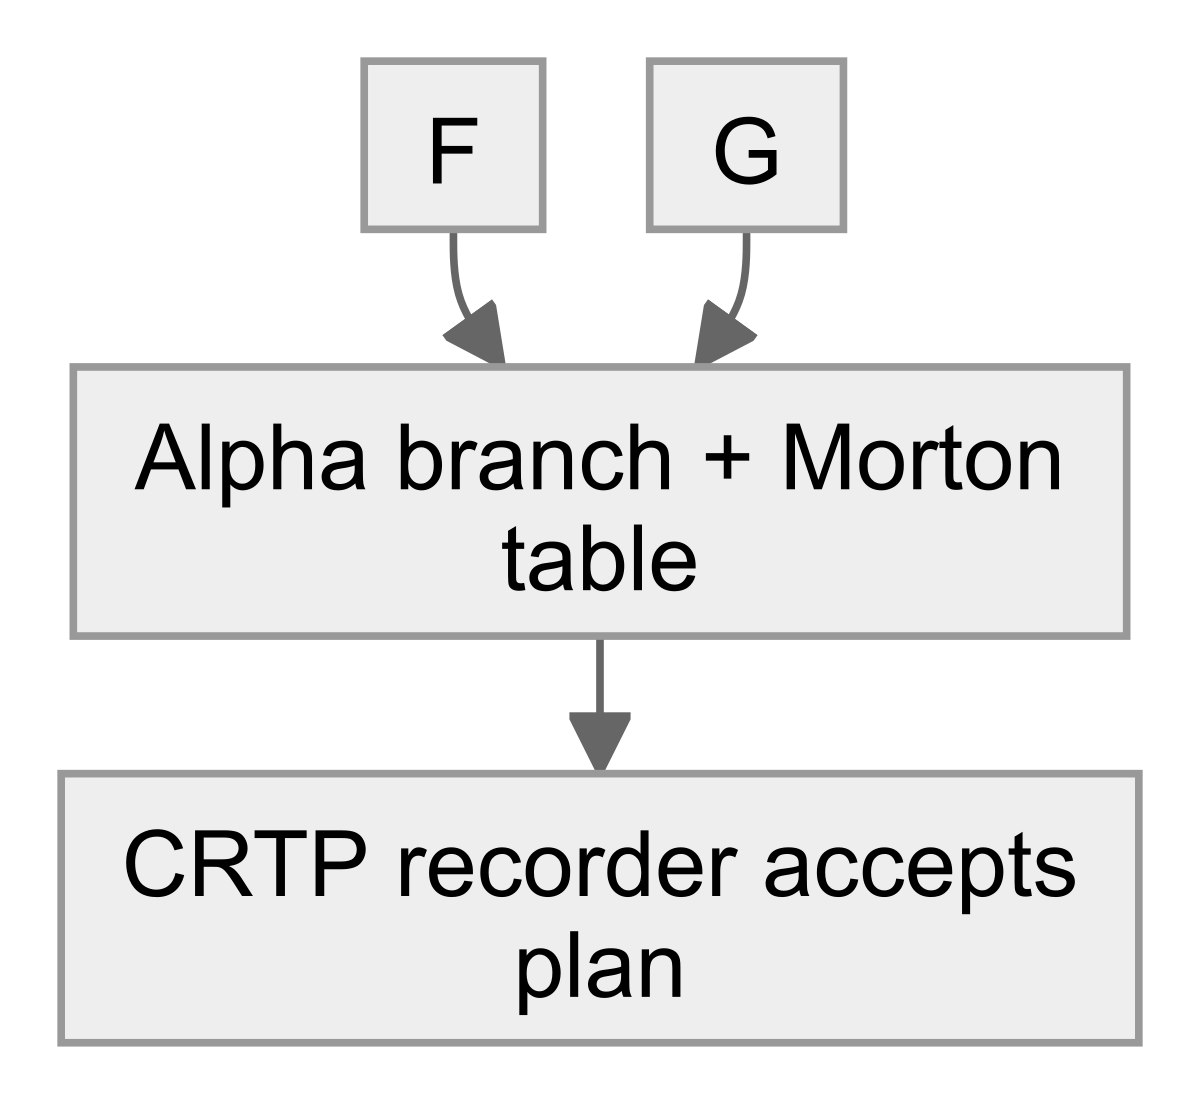 F
G
Alpha branch + Morton
table
CRTP recorder accepts
plan